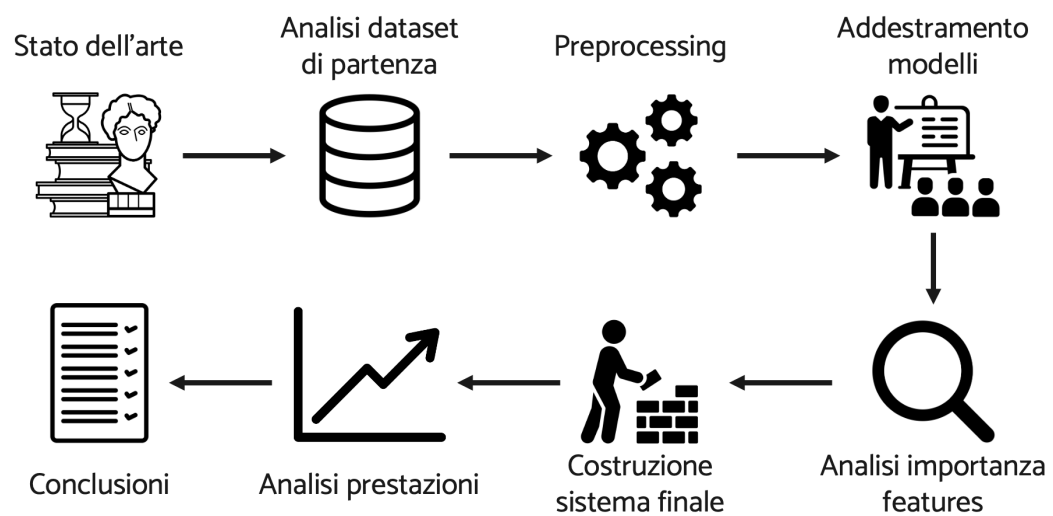 Stato dell'arte
Analisi dataset
di partenza
Preprocessing
Addestramento
modelli
Analisi importanza
features
Costruzione
sistema finale
Analisi prestazioni
Conclusioni